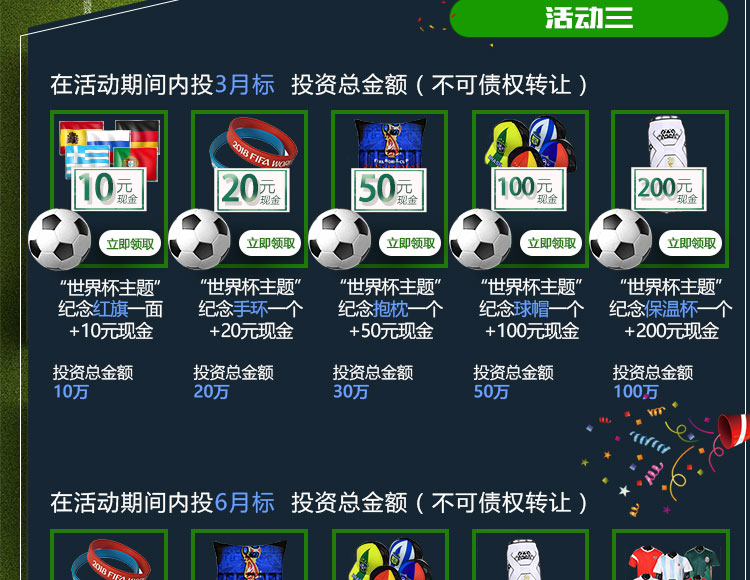 活动三
在活动期间内投3月标 投资总金额（不可债权转让）
10元现金
20元现金
50元现金
100元现金
200元现金
2018 FIFA WOR
立即领取
立即领取
立即领取
立即领取
立即领取
“世界杯主题”
纪念红旗一面
+10元现金
“世界杯主题”
纪念手环一个
+20元现金
“世界杯主题”
纪念抱枕一个
+50元现金
“世界杯主题”
纪念球帽一个
+100元现金
“世界杯主题”
纪念保温杯一个
+200元现金
投资总金额
10万
投资总金额
20万
投资总金额
30万
投资总金额
50万
投资总金额
100万
在活动期间内投6月标 投资总金额（不可债权转让）
2018 FIFA